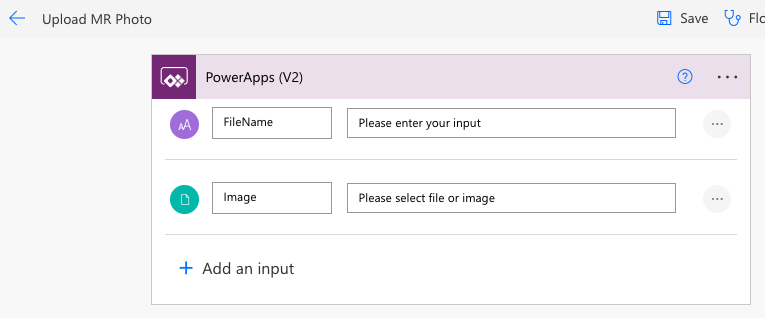 Upload MR Photo
Save
Flo
PowerApps (V2)
FileName
Please enter your input
Image
Please select file or image
Add an input